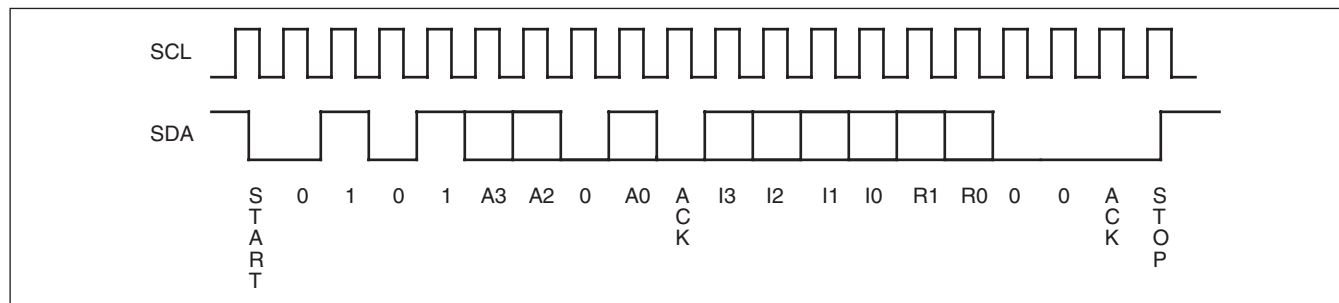 SCL
SDA
START 0 1 0 1 A3 A2 0 A0 ACK I3 I2 I1 I0 R1 R0 0 0 ACK STOP